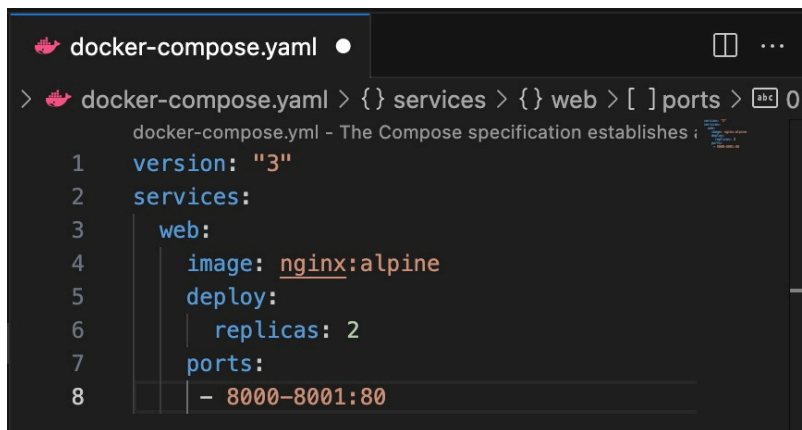 docker-compose.yaml ● ...
> docker-compose.yaml > { } services > { } web > [ ] ports > abc 0
docker-compose.yml - The Compose specification establishes
1 version: "3"
2 services:
3 web:
4 image: nginx:alpine
5 deploy:
6 replicas: 2
7 ports:
8 - 8000-8001:80